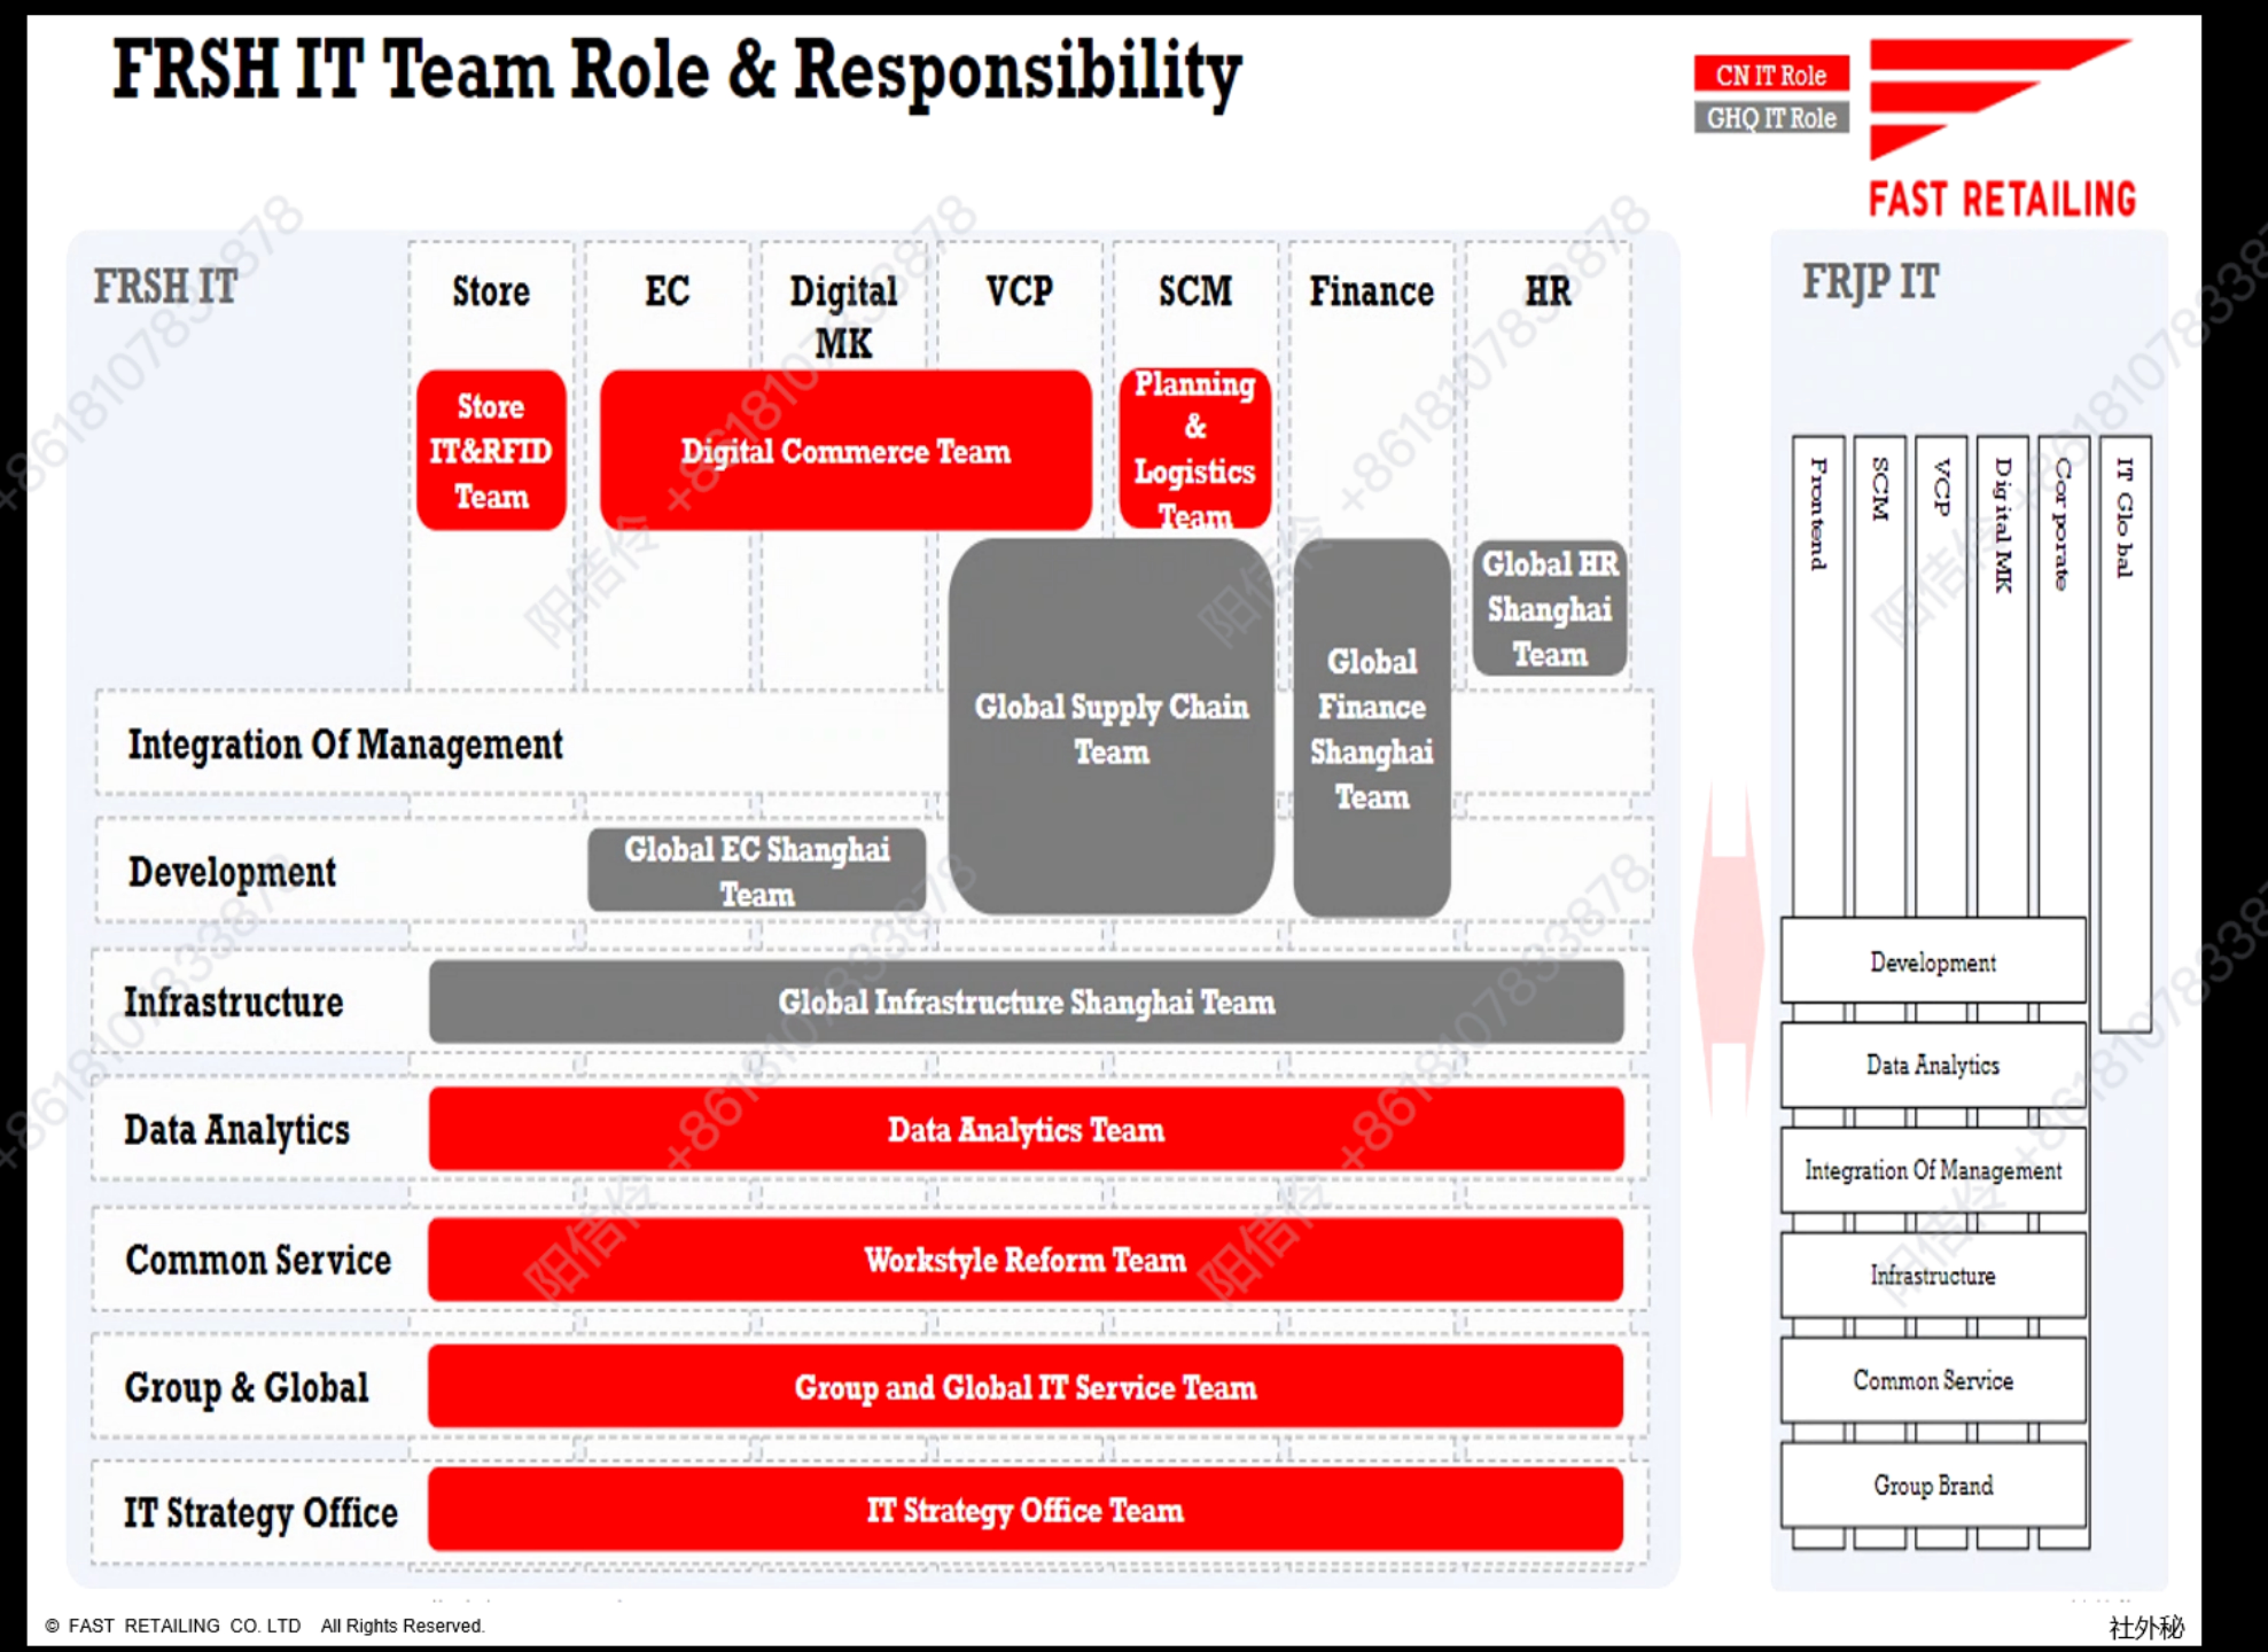 FRSH IT Team Role & Responsibility
CN IT Role
GHQ IT Role
FAST RETAILING
FRSH IT
Store
EC
Digital
MK
VCP
SCM
Finance
HR
Store
IT&RFID
Team
Digital Commerce Team
Planning
&
Logistics
Team
Global Supply Chain
Team
Global
Finance
Shanghai
Team
Global HR
Shanghai
Team
Integration Of Management
Development
Global EC Shanghai
Team
Infrastructure
Global Infrastructure Shanghai Team
Data Analytics
Data Analytics Team
Common Service
Workstyle Reform Team
Group & Global
Group and Global IT Service Team
IT Strategy Office
IT Strategy Office Team
FRJP IT
Frontend
SCM
VCP
Digital MK
Corporate
IT Global
Development
Data Analytics
Integration Of Management
Infrastructure
Common Service
Group Brand
© FAST RETAILING CO. LTD All Rights Reserved.
社外秘
阳佶伶 +8618107833878